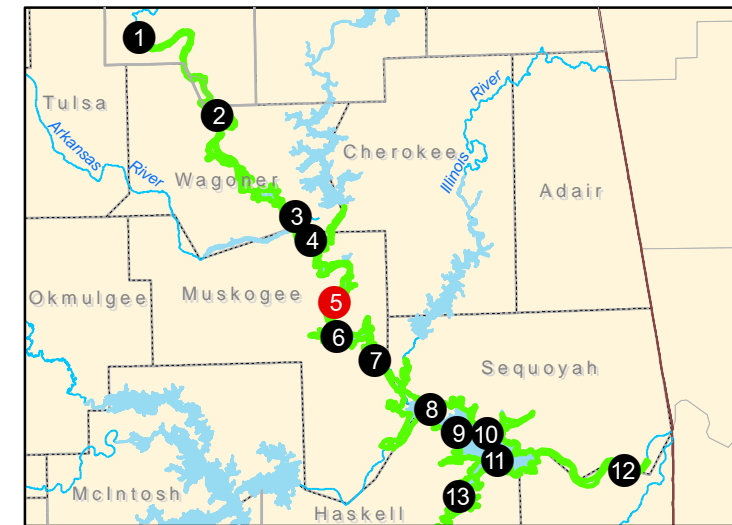 1
River
2
Tulsa
Arkansas
River
Cherokee
Illinois
Wagoner
Adair
3
4
Okmulgee
Muskogee
5
6
7
Sequoyah
8
9
10
11
12
McIntosh
13
Haskell